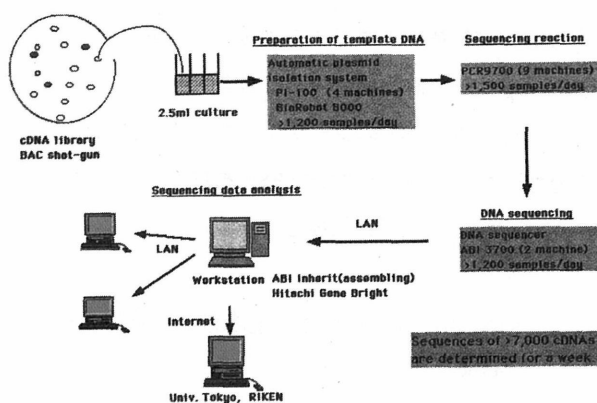 cDNA library
BAC shot-gun
2.5ml culture
Preparation of template DNA
Automatic plasmid
isolation system
PI-100 (4 machines)
BioRobot 9000
>1,200 samples/day
Sequencing reaction
PCR9700 (9 machines)
>1,500 samples/day
DNA sequencing
DNA sequencer
ABI 3700 (2 machine)
>1,200 samples/day
LAN
Sequencing data analysis
LAN
Workstation
ABI Inherit(assembling)
Hitachi Gene Bright
Internet
Univ. Tokyo, RIKEN
Sequences of >7,000 cDNAs
are determined for a week